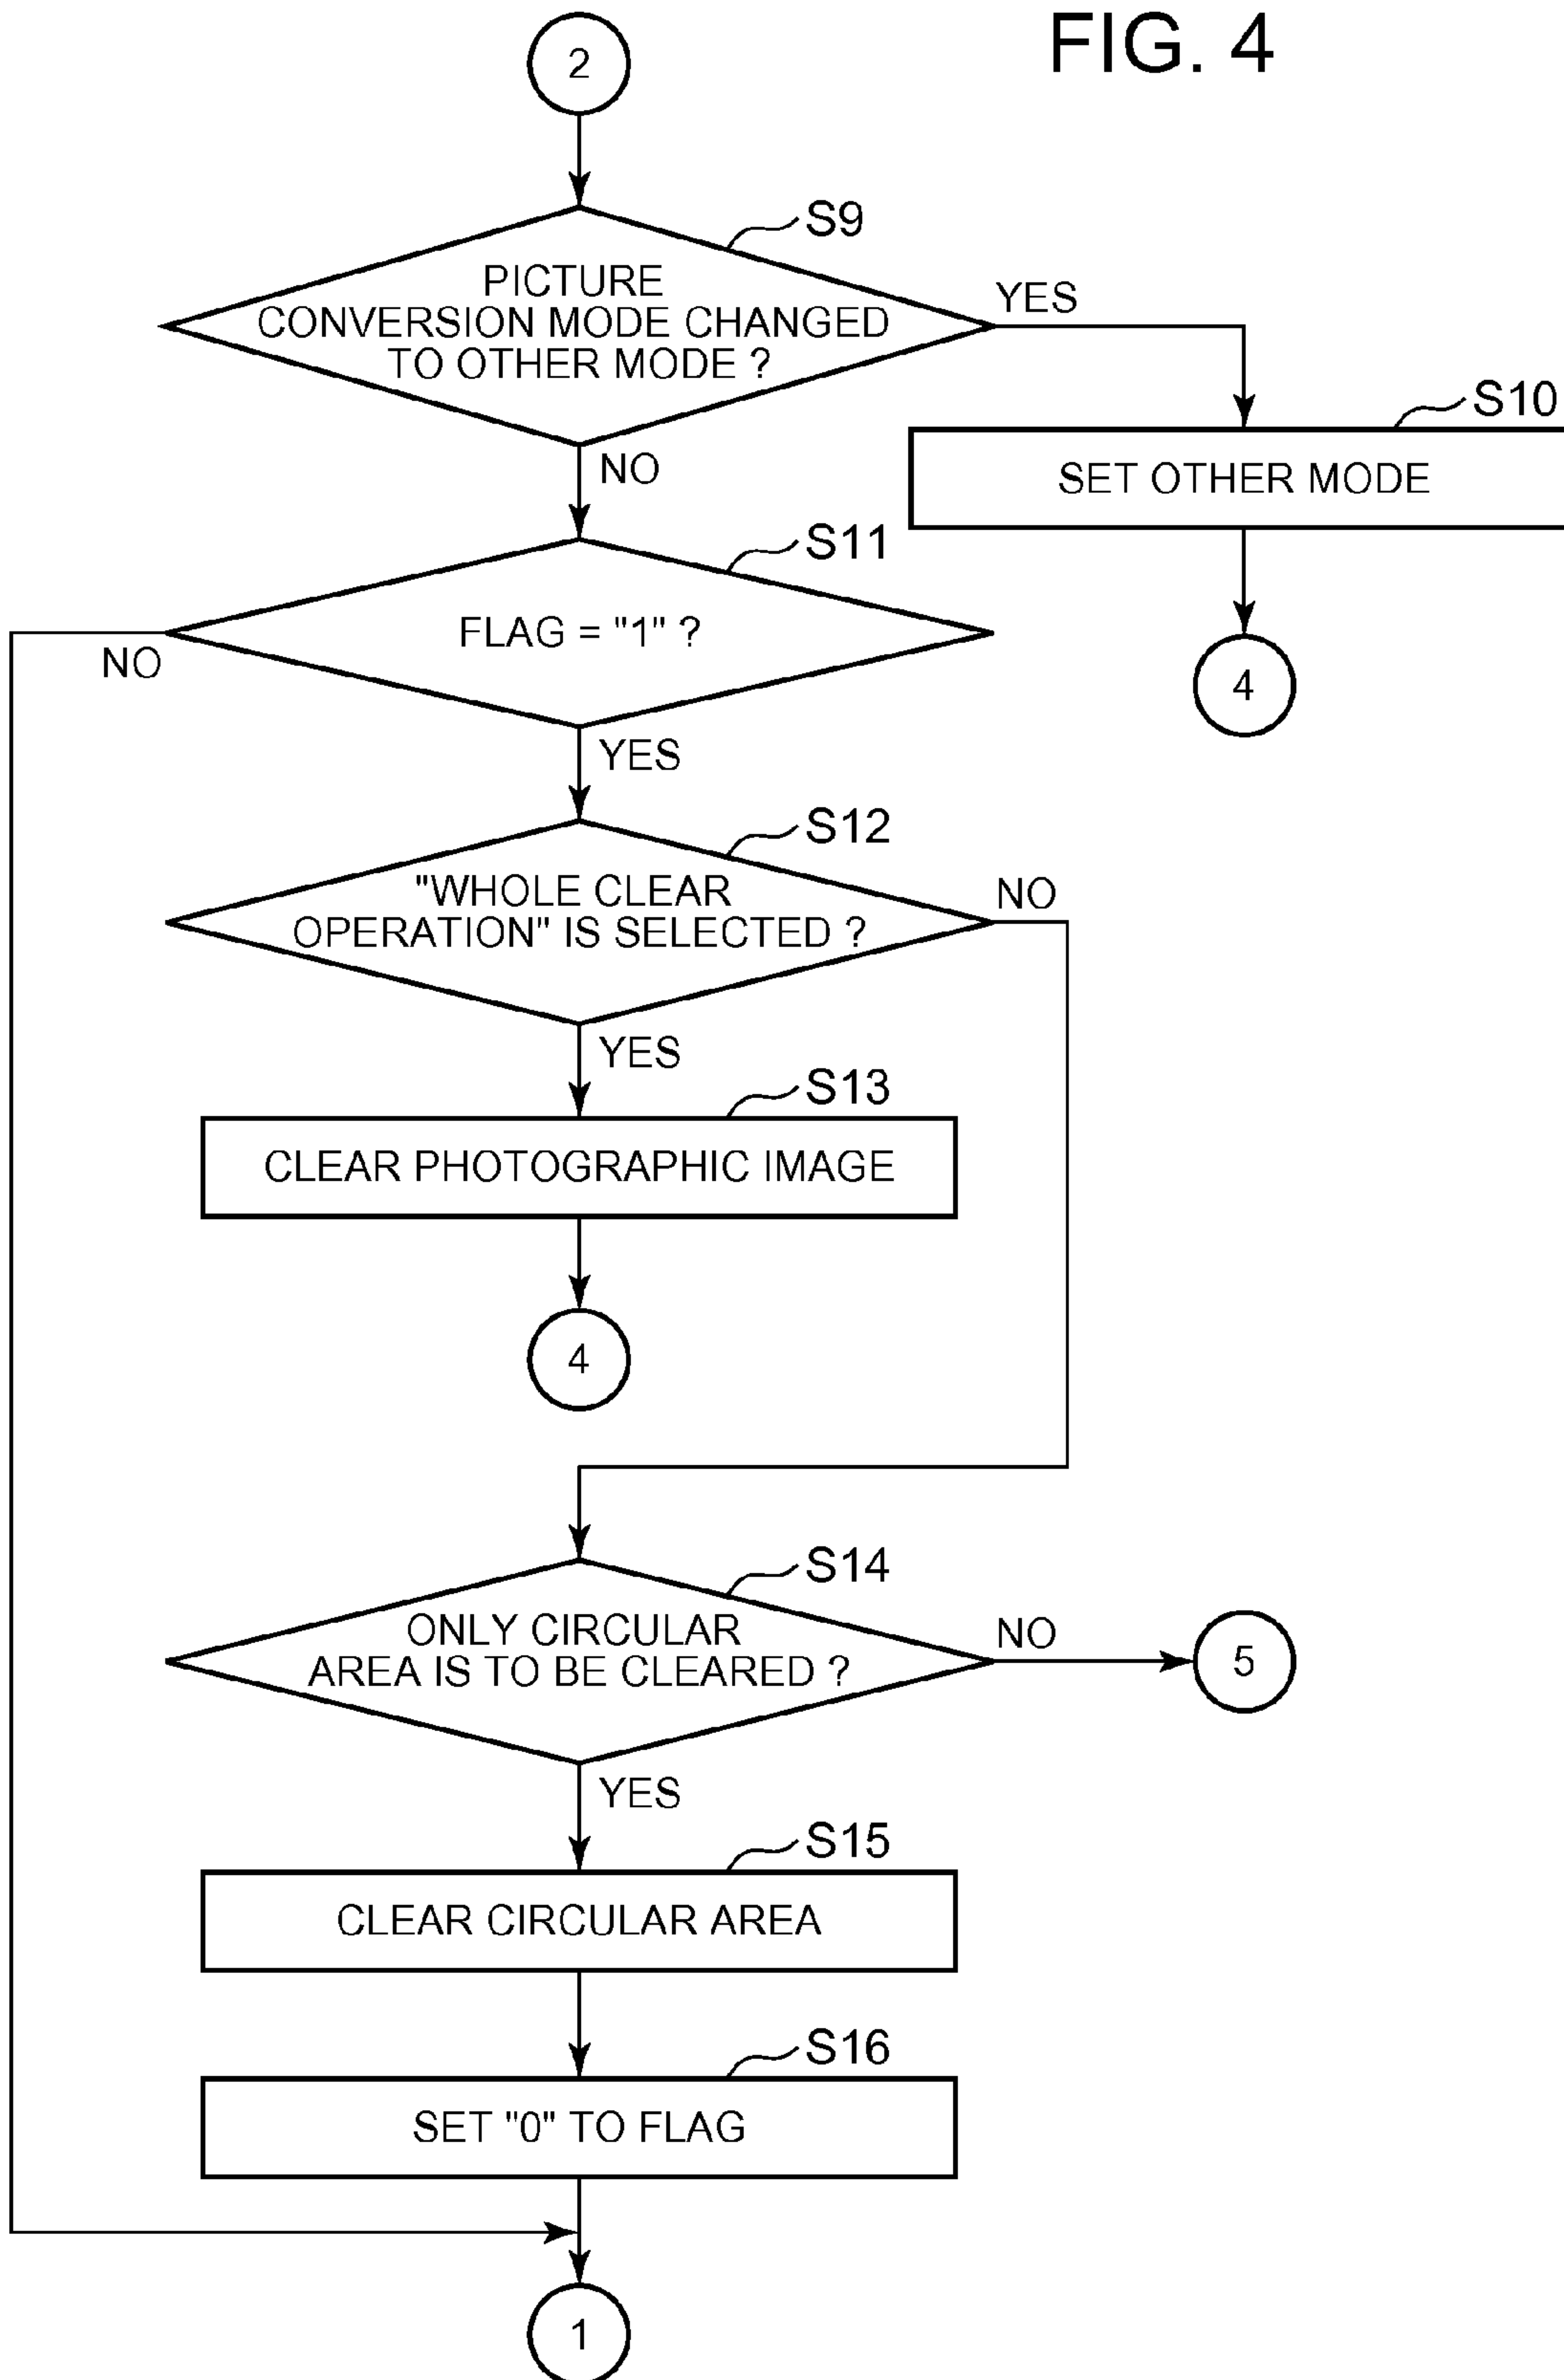 FIG. 4
2
S9
PICTURE
CONVERSION MODE CHANGED
TO OTHER MODE ?
YES
NO
S10
SET OTHER MODE
4
S11
FLAG = "1" ?
NO
YES
S12
"WHOLE CLEAR
OPERATION" IS SELECTED ?
NO
YES
S13
CLEAR PHOTOGRAPHIC IMAGE
4
S14
ONLY CIRCULAR
AREA IS TO BE CLEARED ?
NO
5
YES
S15
CLEAR CIRCULAR AREA
S16
SET "0" TO FLAG
1